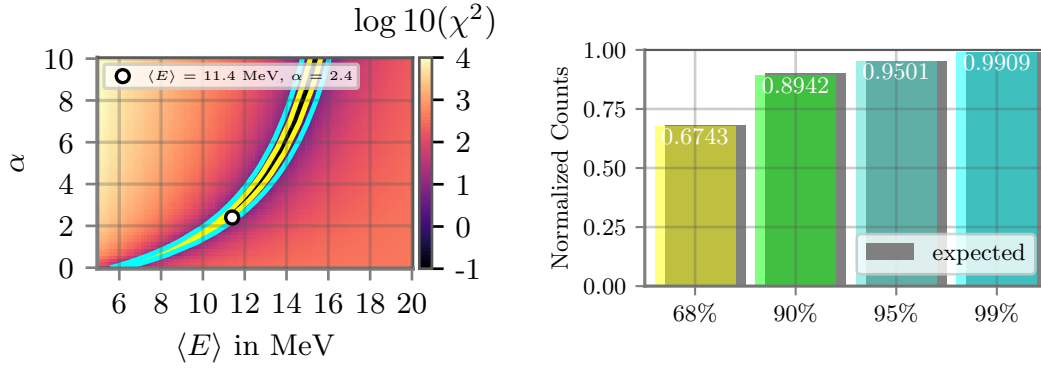 log 10(χ²)
10
8
6
4
2
0
α
⟨E⟩ = 11.4 MeV, α = 2.4
6 8 10 12 14 16 18 20
⟨E⟩ in MeV
4
3
2
1
0
-1
Normalized Counts
1.00
0.75
0.50
0.25
0.00
0.6743
0.8942
0.9501
0.9909
expected
68% 90% 95% 99%